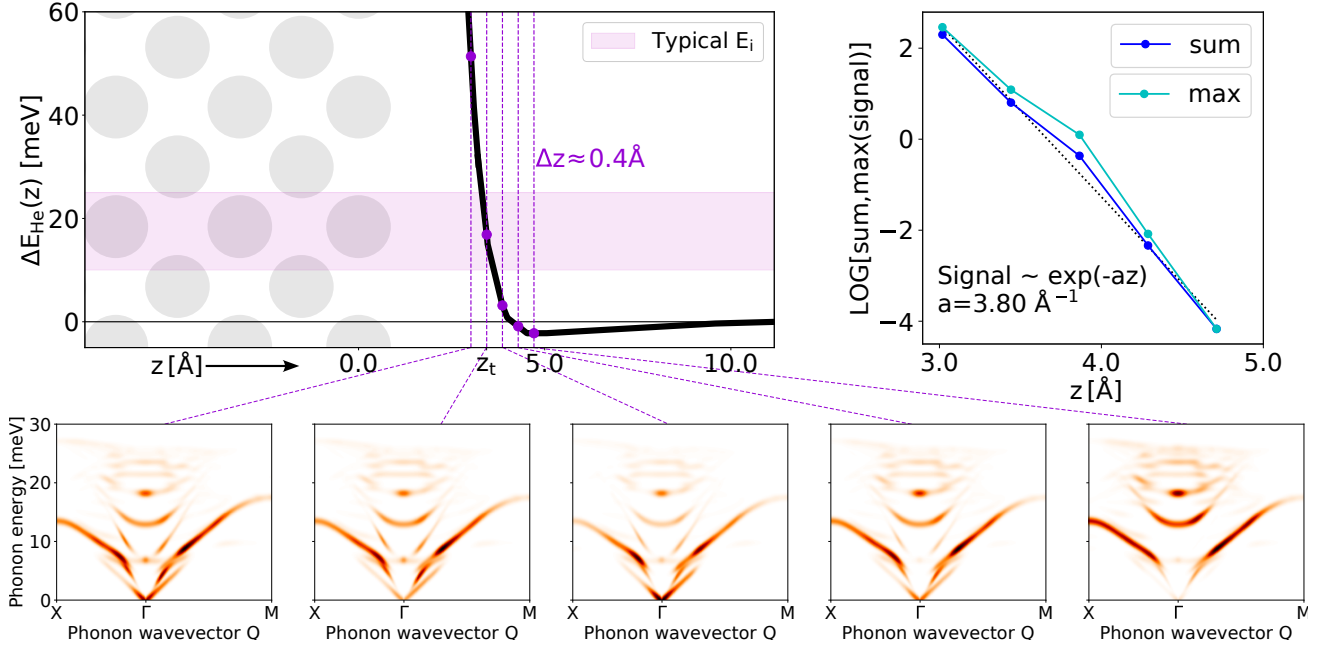 60
40
20
0
ΔE_He(z) [meV]
Typical E_i
Δz≈0.4Å
z [Å]
0.0
z_t
5.0
10.0
2
0
−2
−4
LOG[sum,max(signal)]
sum
max
Signal ~ exp(-az)
a=3.80 Å⁻¹
3.0
4.0
5.0
z [Å]
30
20
10
0
Phonon energy [meV]
X Γ M
Phonon wavevector Q
X Γ M
Phonon wavevector Q
X Γ M
Phonon wavevector Q
X Γ M
Phonon wavevector Q
X Γ M
Phonon wavevector Q